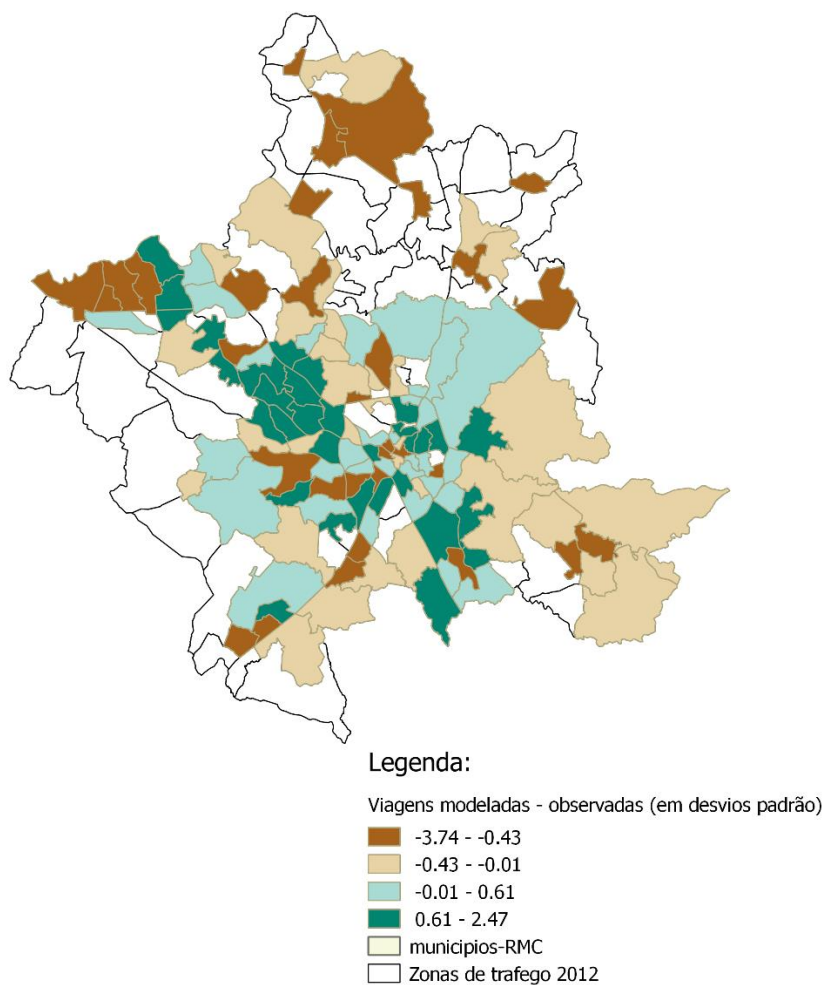 Legenda:
Viagens modeladas - observadas (em desvios padrão)
-3.74 - -0.43
-0.43 - -0.01
-0.01 - 0.61
0.61 - 2.47
municipios-RMC
Zonas de trafego 2012